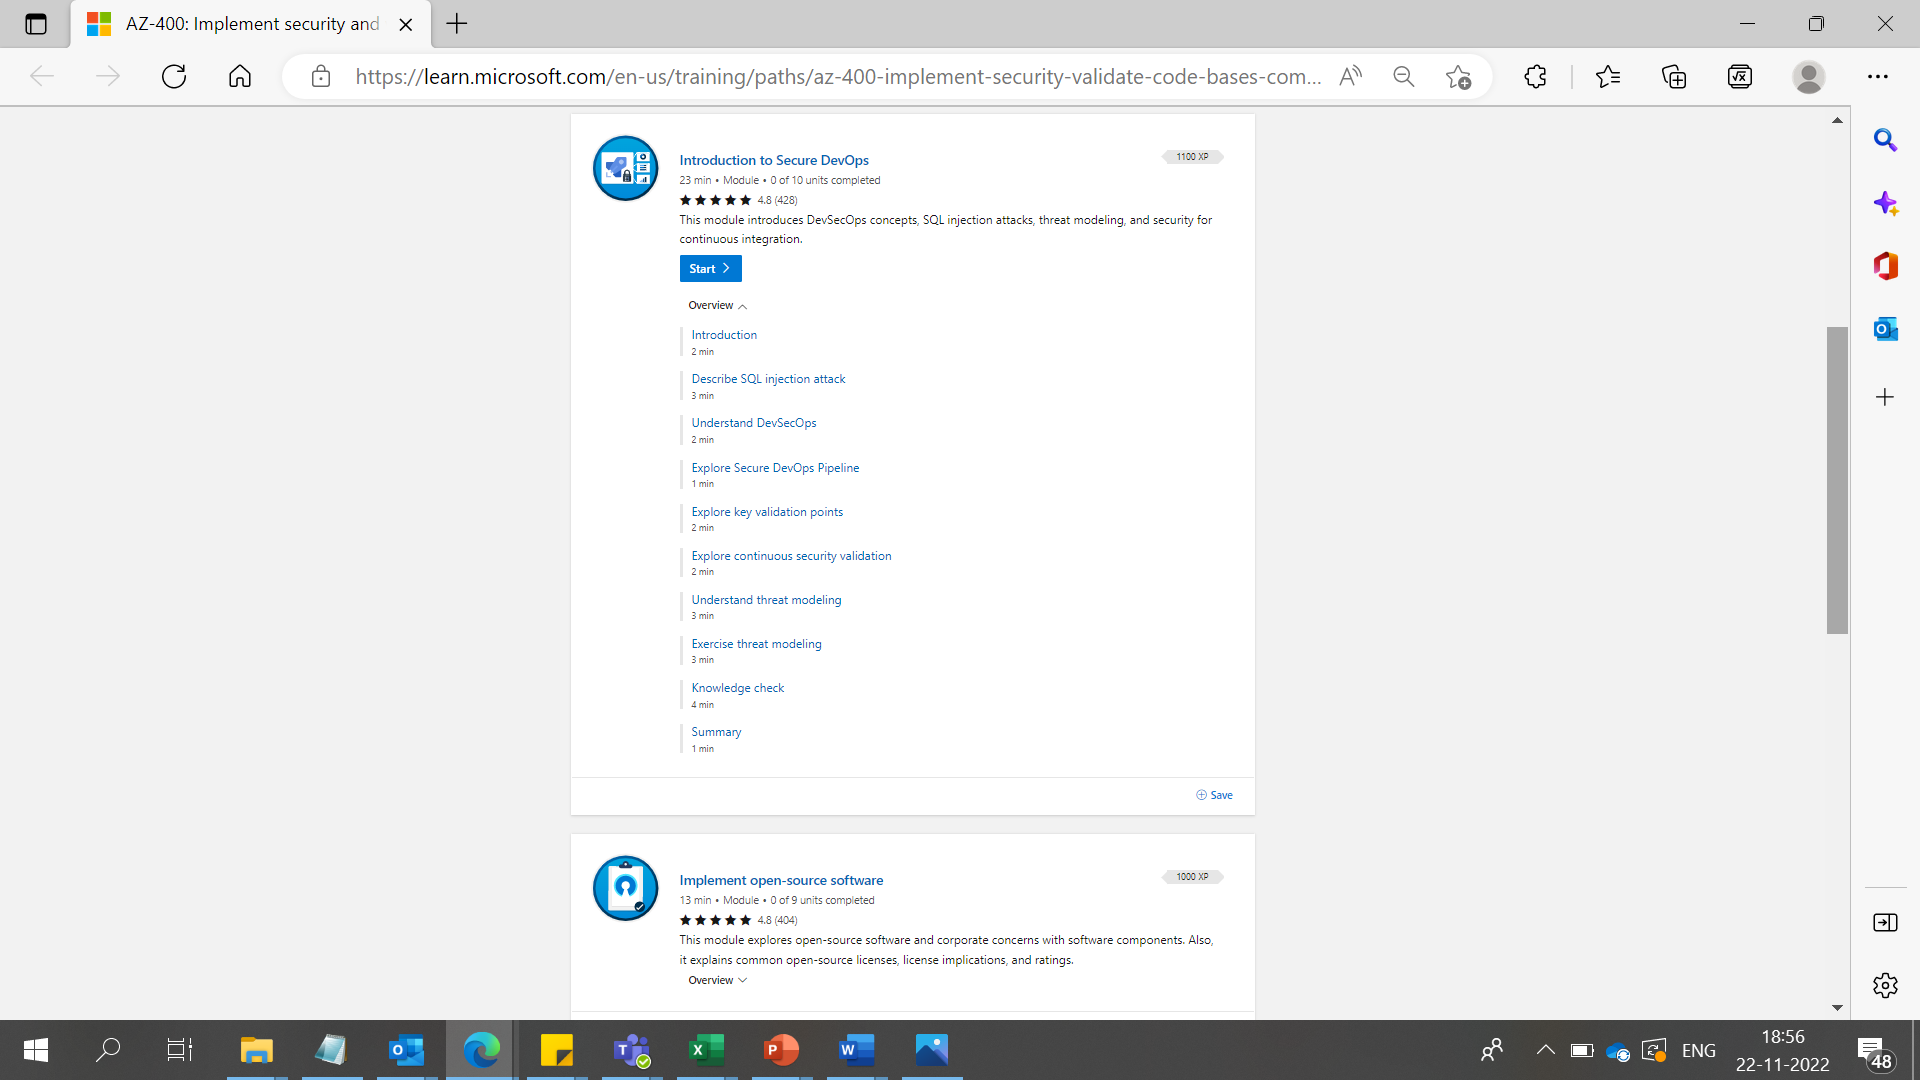 AZ-400: Implement security and
https://learn.microsoft.com/en-us/training/paths/az-400-implement-security-validate-code-bases-com...
Introduction to Secure DevOps
1100 XP
23 min • Module • 0 of 10 units completed
4.8 (428)
This module introduces DevSecOps concepts, SQL injection attacks, threat modeling, and security for
continuous integration.
Start
Overview
Introduction
2 min
Describe SQL injection attack
3 min
Understand DevSecOps
2 min
Explore Secure DevOps Pipeline
1 min
Explore key validation points
2 min
Explore continuous security validation
2 min
Understand threat modeling
3 min
Exercise threat modeling
3 min
Knowledge check
4 min
Summary
1 min
Save
Implement open-source software
1000 XP
13 min • Module • 0 of 9 units completed
4.8 (404)
This module explores open-source software and corporate concerns with software components. Also,
it explains common open-source licenses, license implications, and ratings.
Overview
ENG
18:56
22-11-2022
48